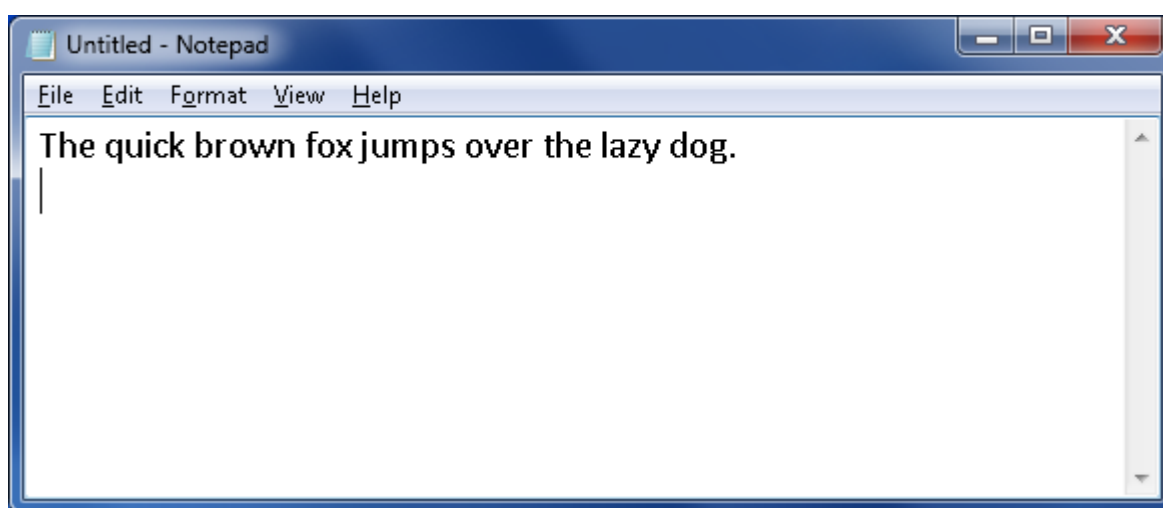 Untitled - Notepad
File Edit Format View Help
The quick brown fox jumps over the lazy dog.